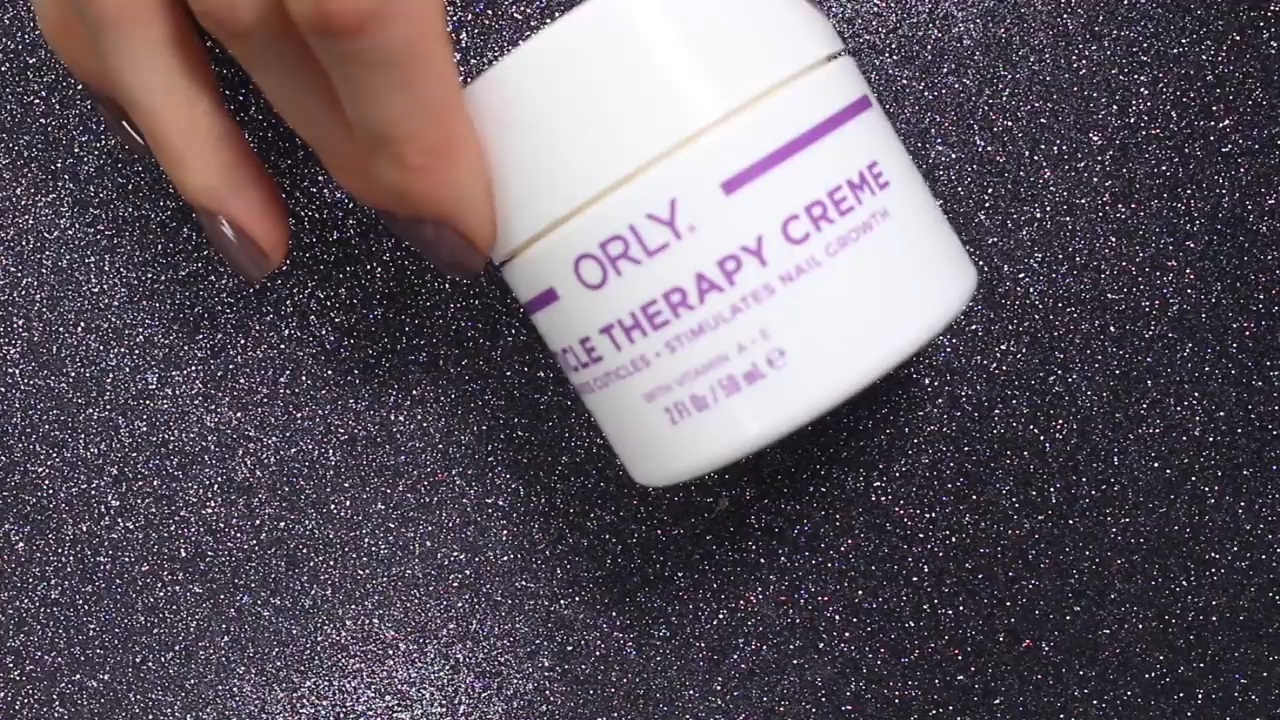 ORLY.
CLE THERAPY CREME
CUTICLES • STIMULATES NAIL GROWTH
WITH VITAMIN A + E
2 Fl Oz / 59 mL ℮